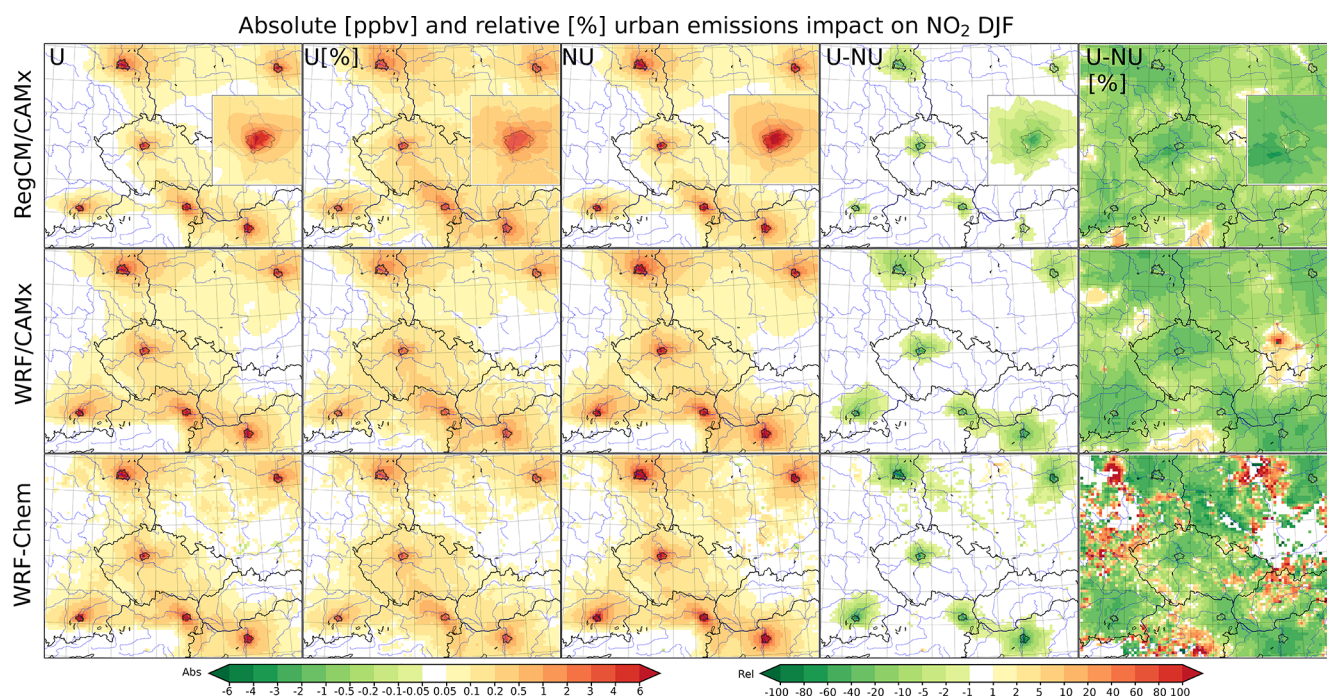 Absolute [ppbv] and relative [%] urban emissions impact on NO₂ DJF
U U[%] NU U-NU U-NU
[%]
RegCM/CAMx
WRF/CAMx
WRF-Chem
Abs -6 -4 -3 -2 -1 -0.5 -0.2 -0.1 -0.05 0.05 0.1 0.2 0.5 1 2 3 4 6
Rel -100 -80 -60 -40 -20 -10 -5 -2 -1 1 2 5 10 20 40 60 80 100